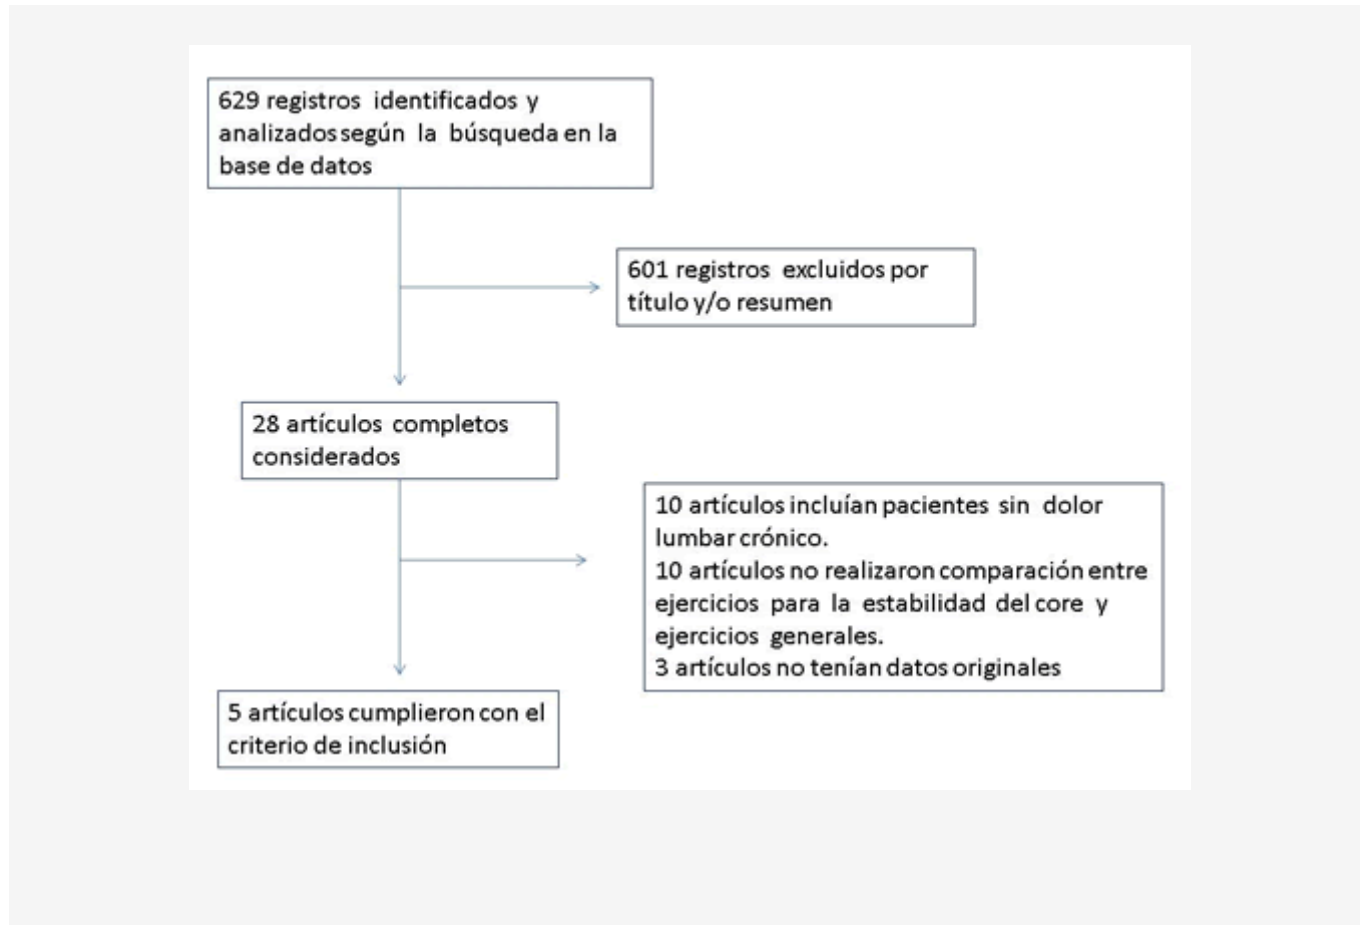 629 registros identificados y
analizados según la búsqueda en la
base de datos
601 registros excluidos por
título y/o resumen
28 artículos completos
considerados
10 artículos incluían pacientes sin dolor
lumbar crónico.
10 artículos no realizaron comparación entre
ejercicios para la estabilidad del core y
ejercicios generales.
3 artículos no tenían datos originales
5 artículos cumplieron con el
criterio de inclusión